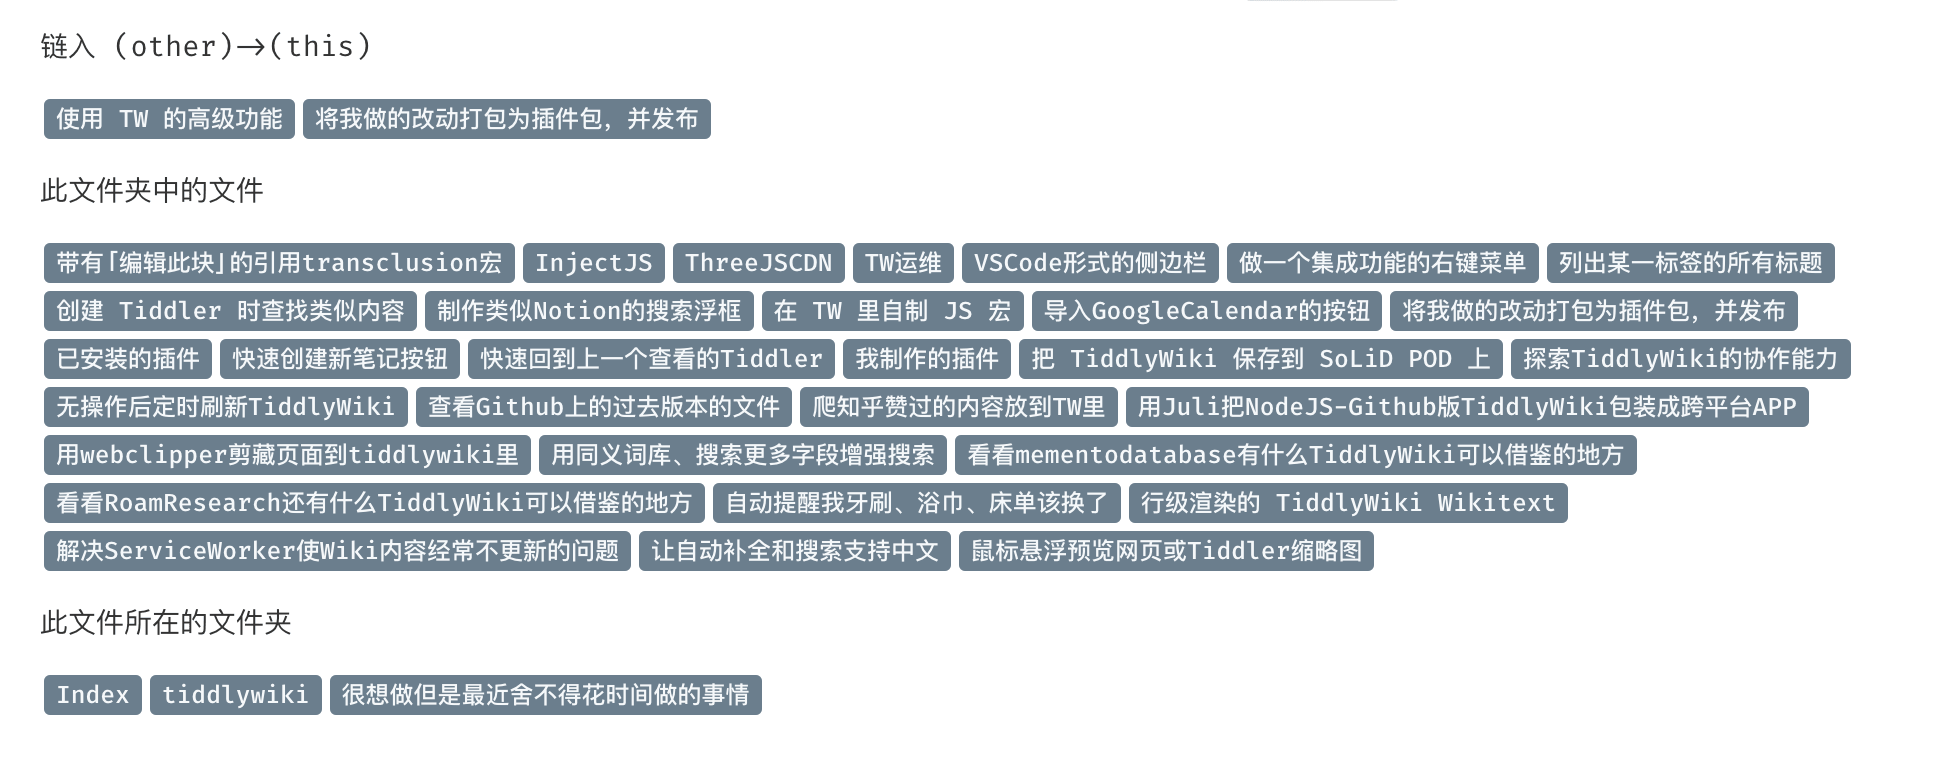 链入 (other)→(this)
使用 TW 的高级功能 将我做的改动打包为插件包，并发布
此文件夹中的文件
带有「编辑此块」的引用transclusion宏 InjectJS ThreeJSCDN TW运维 VSCode形式的侧边栏 做一个集成功能的右键菜单 列出某一标签的所有标题
创建 Tiddler 时查找类似内容 制作类似Notion的搜索浮框 在 TW 里自制 JS 宏 导入GoogleCalendar的按钮 将我做的改动打包为插件包，并发布
已安装的插件 快速创建新笔记按钮 快速回到上一个查看的Tiddler 我制作的插件 把 TiddlyWiki 保存到 SoLiD POD 上 探索TiddlyWiki的协作能力
无操作后定时刷新TiddlyWiki 查看Github上的过去版本的文件 爬知乎赞过的内容放到TW里 用Juli把NodeJS-Github版TiddlyWiki包装成跨平台APP
用webclipper剪藏页面到tiddlywiki里 用同义词库、搜索更多字段增强搜索 看看mementodatabase有什么TiddlyWiki可以借鉴的地方
看看RoamResearch还有什么TiddlyWiki可以借鉴的地方 自动提醒我牙刷、浴巾、床单该换了 行级渲染的 TiddlyWiki Wikitext
解决ServiceWorker使Wiki内容经常不更新的问题 让自动补全和搜索支持中文 鼠标悬浮预览网页或Tiddler缩略图
此文件所在的文件夹
Index tiddlywiki 很想做但是最近舍不得花时间做的事情